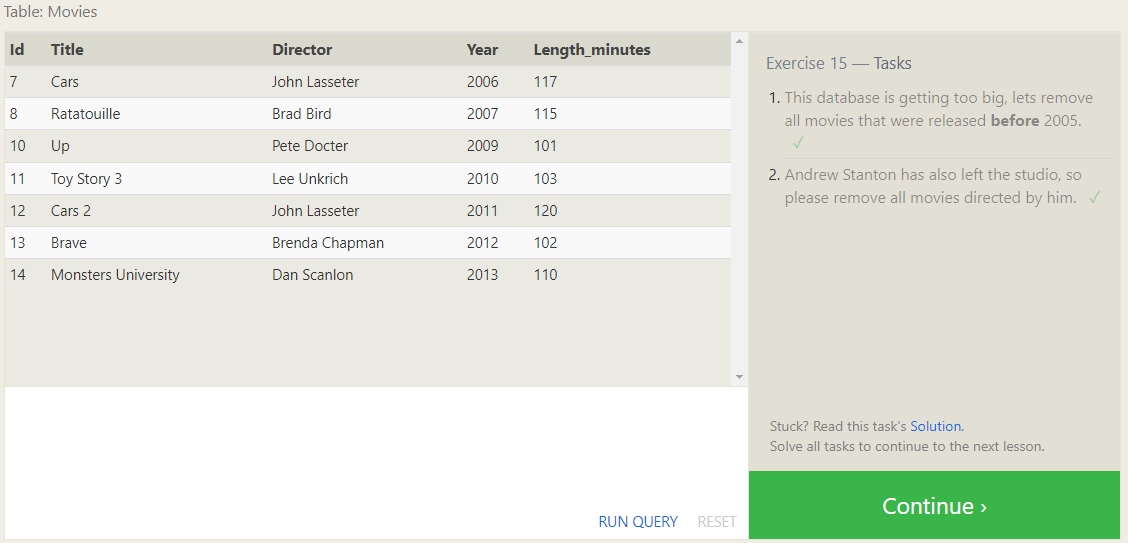 Table: Movies
Id Title Director Year Length_minutes
7 Cars John Lasseter 2006 117
8 Ratatouille Brad Bird 2007 115
10 Up Pete Docter 2009 101
11 Toy Story 3 Lee Unkrich 2010 103
12 Cars 2 John Lasseter 2011 120
13 Brave Brenda Chapman 2012 102
14 Monsters University Dan Scanlon 2013 110
RUN QUERY RESET
Exercise 15 — Tasks
1. This database is getting too big, lets remove
all movies that were released before 2005.
✓
2. Andrew Stanton has also left the studio, so
please remove all movies directed by him. ✓
Stuck? Read this task's Solution.
Solve all tasks to continue to the next lesson.
Continue ›